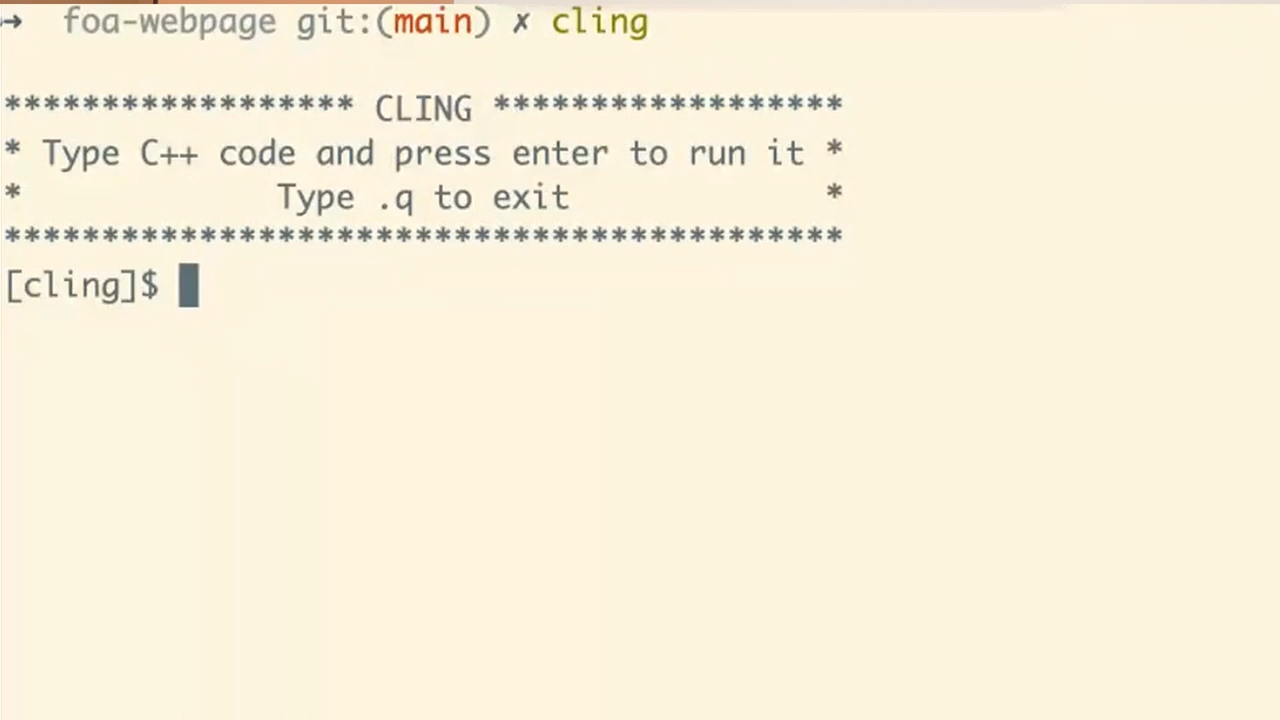 → foa-webpage git:(main) ✗ cling
****************** CLING ******************
* Type C++ code and press enter to run it *
*             Type .q to exit             *
*******************************************
[cling]$